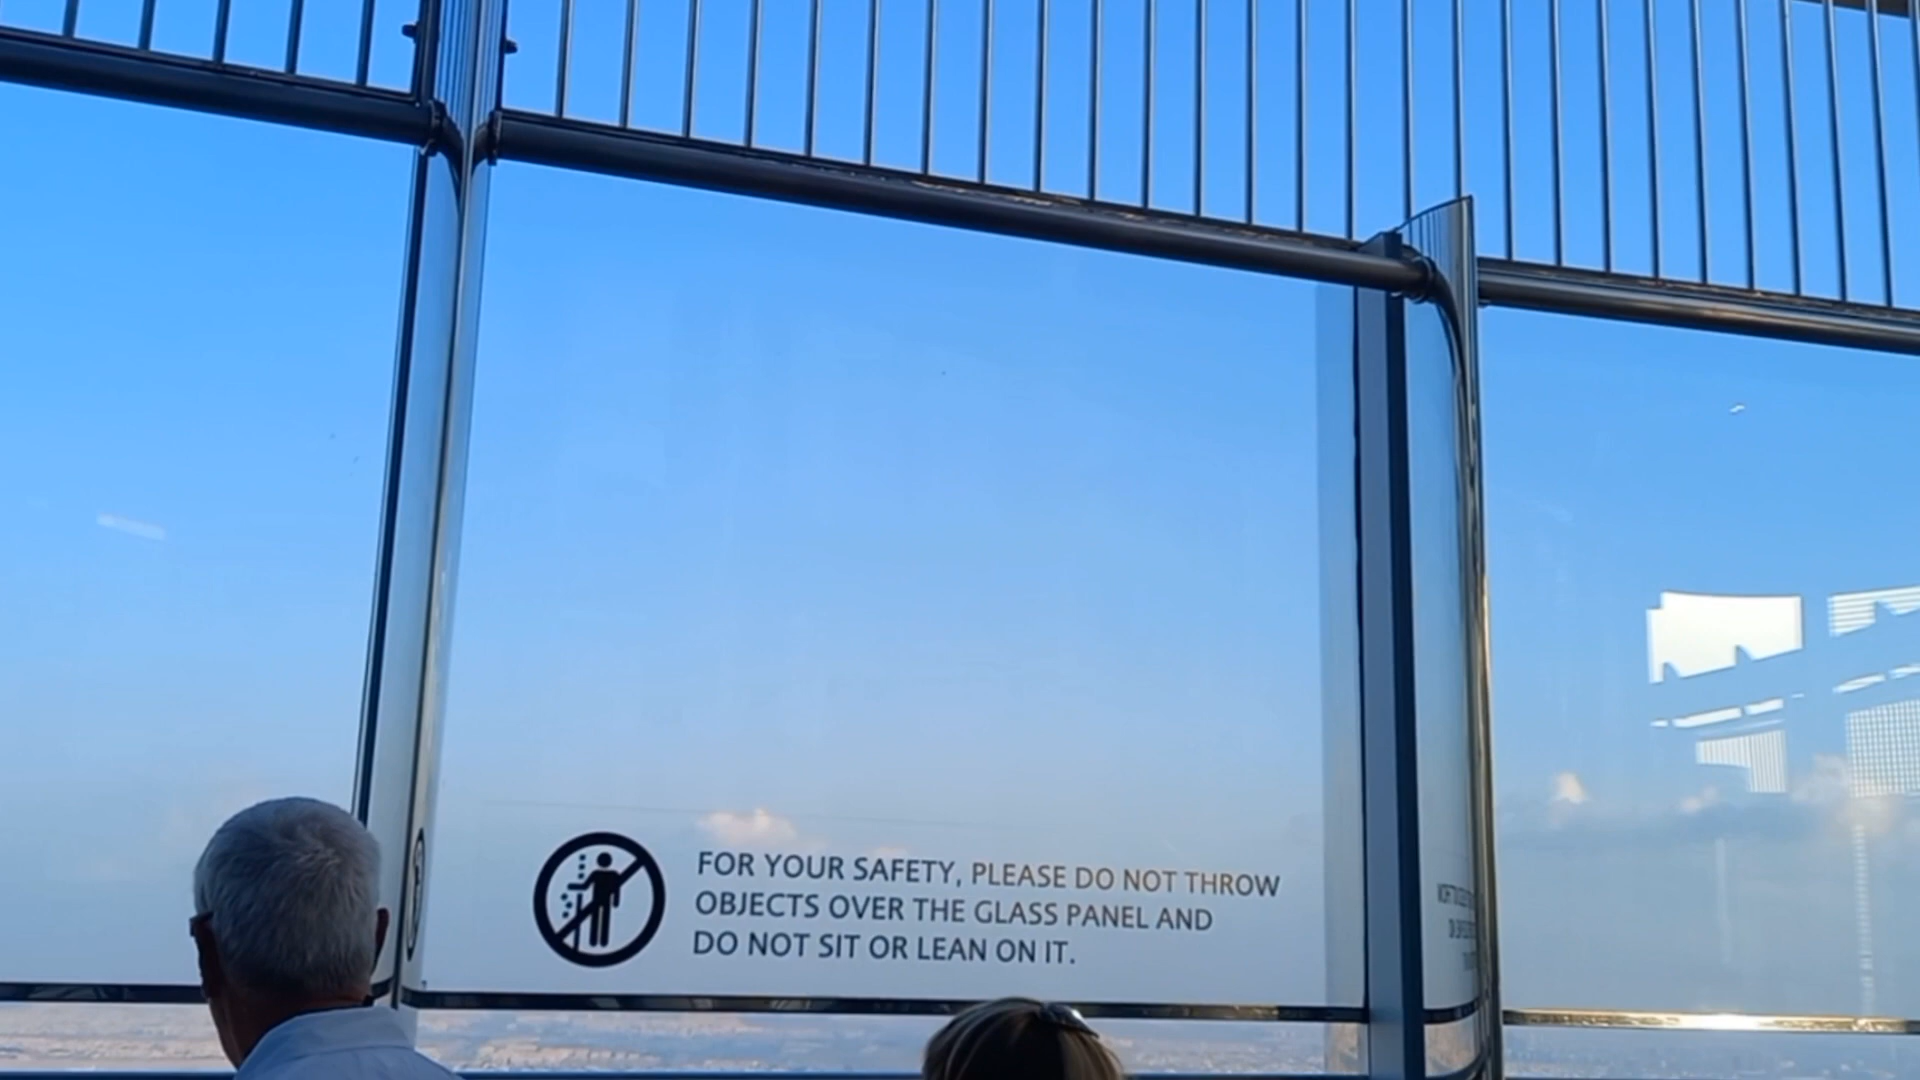 FOR YOUR SAFETY, PLEASE DO NOT THROW
OBJECTS OVER THE GLASS PANEL AND
DO NOT SIT OR LEAN ON IT.